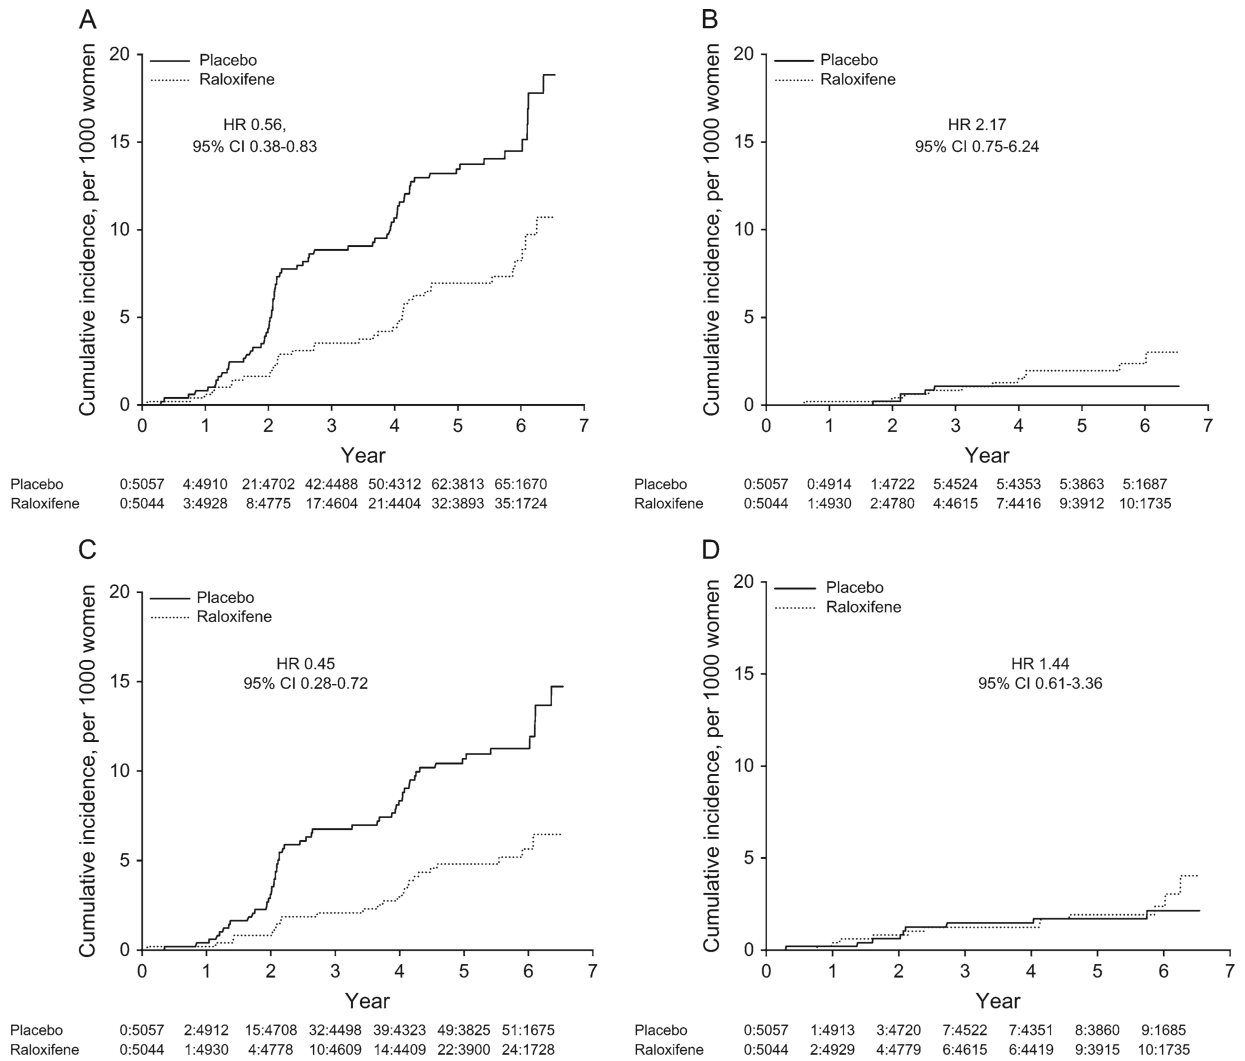 A
Cumulative incidence, per 1000 women
20
15
10
5
0
Placebo
Raloxifene
HR 0.56,
95% CI 0.38-0.83
0 1 2 3 4 5 6 7
Year
Placebo 0:5057 4:4910 21:4702 42:4488 50:4312 62:3813 65:1670
Raloxifene 0:5044 3:4928 8:4775 17:4604 21:4404 32:3893 35:1724
B
Cumulative incidence, per 1000 women
20
15
10
5
0
Placebo
Raloxifene
HR 2.17
95% CI 0.75-6.24
0 1 2 3 4 5 6 7
Year
Placebo 0:5057 0:4914 1:4722 5:4524 5:4353 5:3863 5:1687
Raloxifene 0:5044 1:4930 2:4780 4:4615 7:4416 9:3912 10:1735
C
Cumulative incidence, per 1000 women
20
15
10
5
0
Placebo
Raloxifene
HR 0.45
95% CI 0.28-0.72
0 1 2 3 4 5 6 7
Year
Placebo 0:5057 2:4912 15:4708 32:4498 39:4323 49:3825 51:1675
Raloxifene 0:5044 1:4930 4:4778 10:4609 14:4409 22:3900 24:1728
D
Cumulative incidence, per 1000 women
20
15
10
5
0
Placebo
Raloxifene
HR 1.44
95% CI 0.61-3.36
0 1 2 3 4 5 6 7
Year
Placebo 0:5057 1:4913 3:4720 7:4522 7:4351 8:3860 9:1685
Raloxifene 0:5044 2:4929 4:4779 6:4615 6:4419 9:3915 10:1735